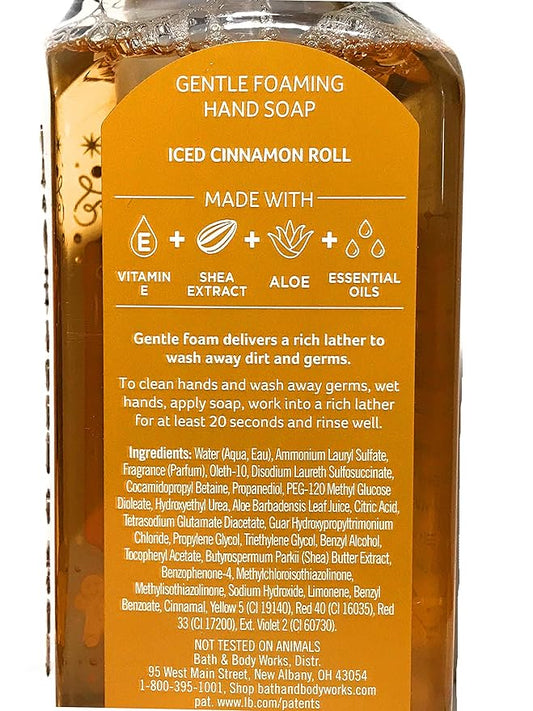 GENTLE FOAMING
HAND SOAP
ICED CINNAMON ROLL
MADE WITH
E
VITAMIN
E
SHEA
EXTRACT
ALOE
ESSENTIAL
OILS
Gentle foam delivers a rich lather to
wash away dirt and germs.
To clean hands and wash away germs, wet
hands, apply soap, work into a rich lather
for at least 20 seconds and rinse well.
Ingredients: Water (Aqua, Eau), Ammonium Lauryl Sulfate,
Fragrance (Parfum), Oleth-10, Disodium Laureth Sulfosuccinate,
Cocamidopropyl Betaine, Propanediol, PEG-120 Methyl Glucose
Dioleate, Hydroxyethyl Urea, Aloe Barbadensis Leaf Juice, Citric Acid,
Tetrasodium Glutamate Diacetate, Guar Hydroxypropyltrimonium
Chloride, Propylene Glycol, Triethylene Glycol, Benzyl Alcohol,
Tocopheryl Acetate, Butyrospermum Parkii (Shea) Butter Extract,
Benzophenone-4, Methylchloroisothiazolinone,
Methylisothiazolinone, Sodium Hydroxide, Limonene, Benzyl
Benzoate, Cinnamal, Yellow 5 (CI 19140), Red 40 (CI 16035), Red
33 (CI 17200), Ext. Violet 2 (CI 60730).
NOT TESTED ON ANIMALS
Bath & Body Works, Distr.
95 West Main Street, New Albany, OH 43054
1-800-395-1001, Shop bathandbodyworks.com
pat. www.lb.com/patents